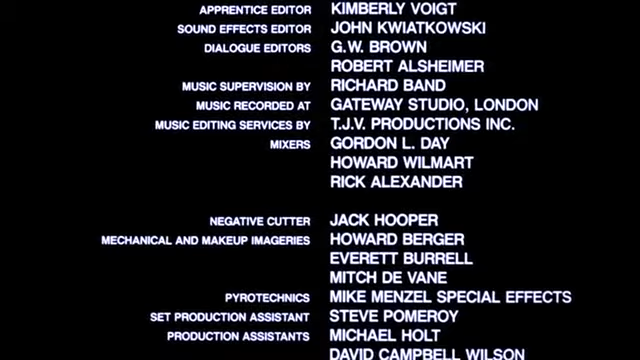 APPRENTICE EDITOR KIMBERLY VOIGT
SOUND EFFECTS EDITOR JOHN KWIATKOWSKI
DIALOGUE EDITORS G.W. BROWN
ROBERT ALSHEIMER
MUSIC SUPERVISION BY RICHARD BAND
MUSIC RECORDED AT GATEWAY STUDIO, LONDON
MUSIC EDITING SERVICES BY T.J.V. PRODUCTIONS INC.
MIXERS GORDON L. DAY
HOWARD WILMART
RICK ALEXANDER
NEGATIVE CUTTER JACK HOOPER
MECHANICAL AND MAKEUP IMAGERIES HOWARD BERGER
EVERETT BURRELL
MITCH DE VANE
PYROTECHNICS MIKE MENZEL SPECIAL EFFECTS
SET PRODUCTION ASSISTANT STEVE POMEROY
PRODUCTION ASSISTANTS MICHAEL HOLT
DAVID CAMPBELL WILSON